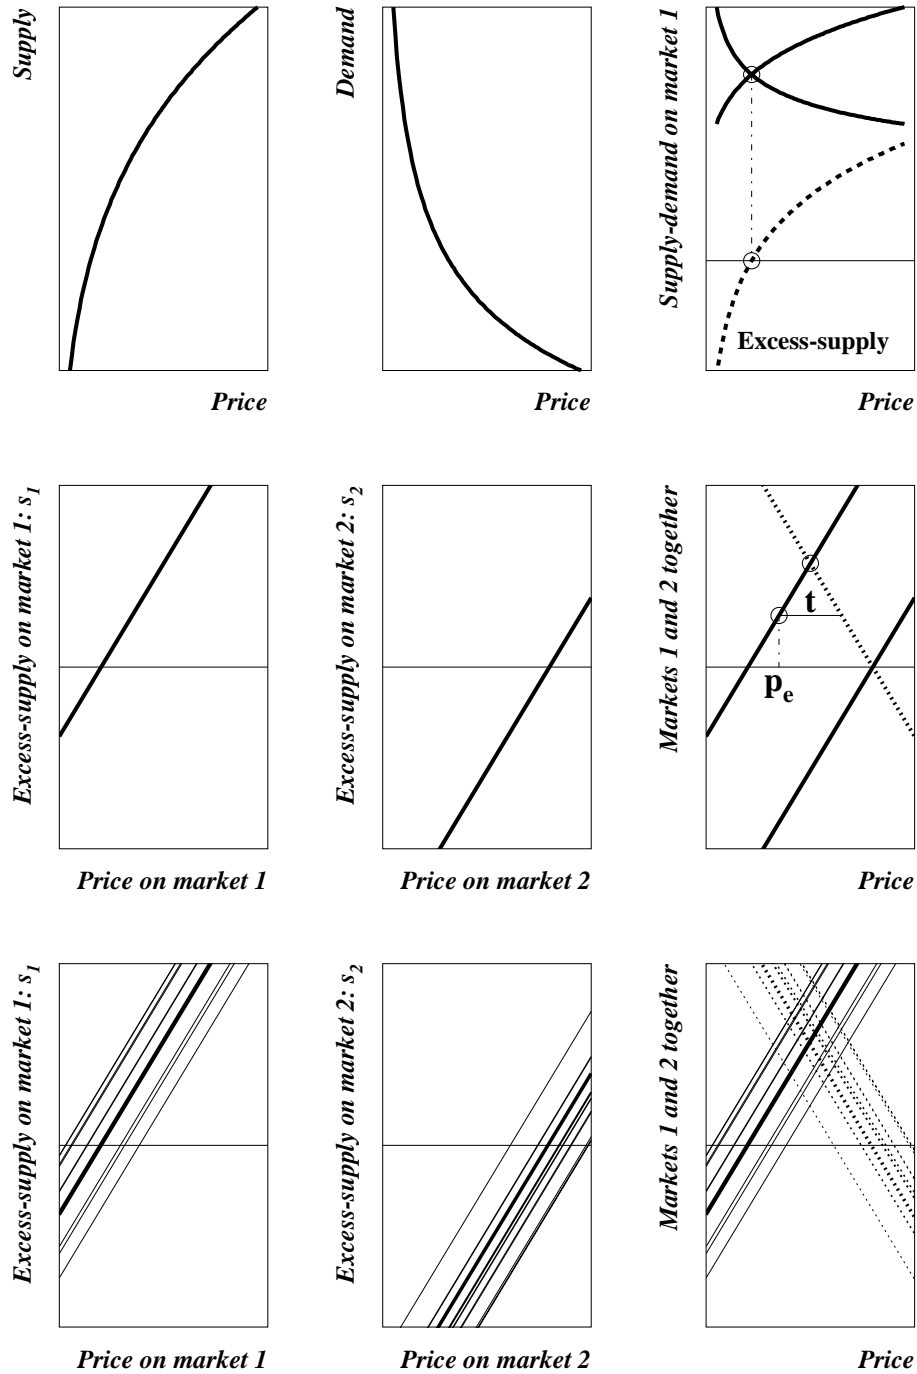 Supply
Price
Demand
Price
Supply-demand on market 1
Excess-supply
Price
Excess-supply on market 1: s1
Price on market 1
Excess-supply on market 2: s2
Price on market 2
Markets 1 and 2 together
t
pe
Price
Excess-supply on market 1: s1
Price on market 1
Excess-supply on market 2: s2
Price on market 2
Markets 1 and 2 together
Price